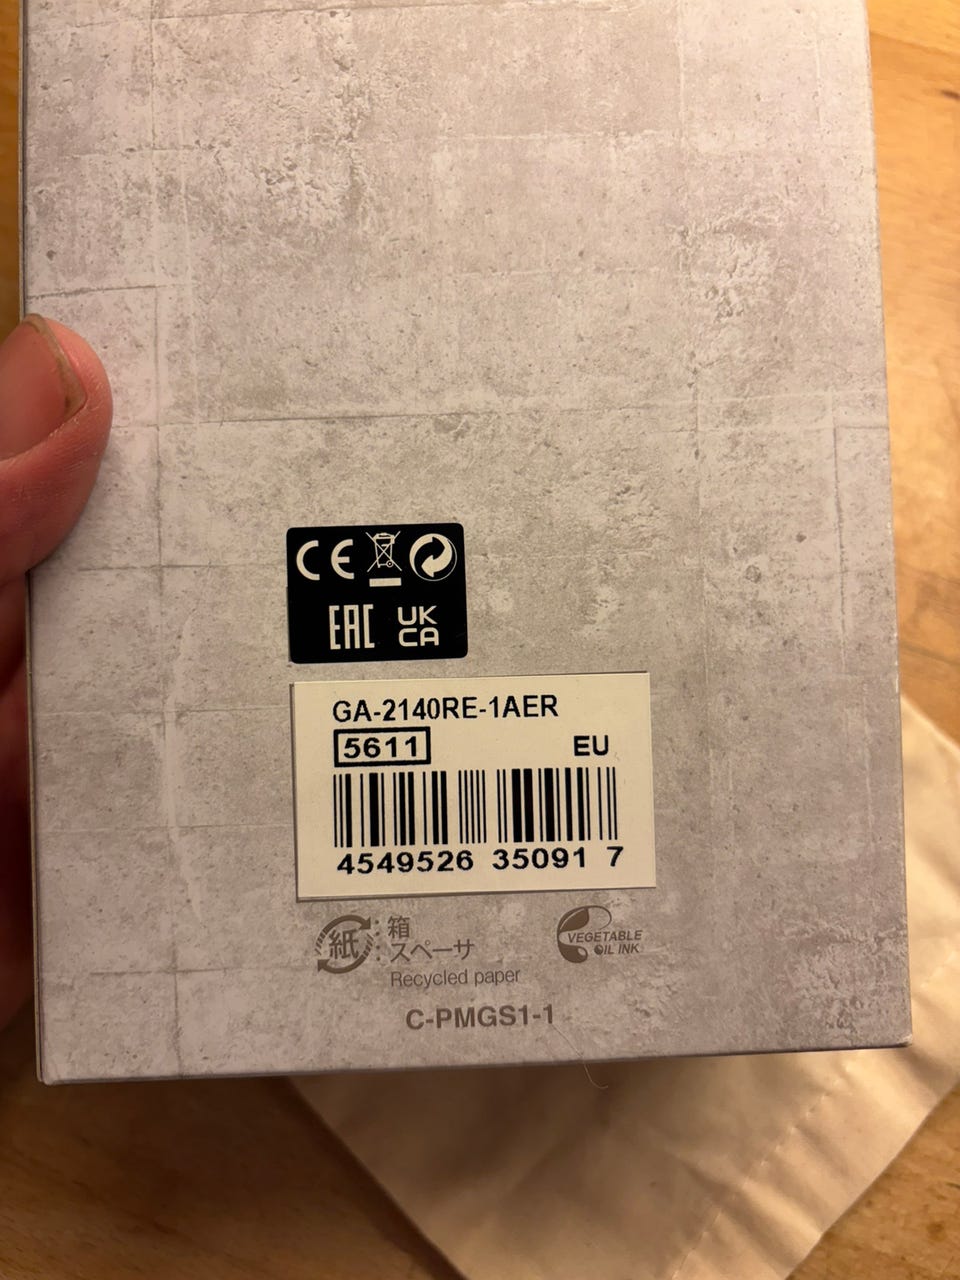 CE
EAC UK
CA
GA-2140RE-1AER
5611 EU
4549526 35091 7
紙 : 箱
: スペーサ
Recycled paper
VEGETABLE
OIL INK
C-PMGS1-1